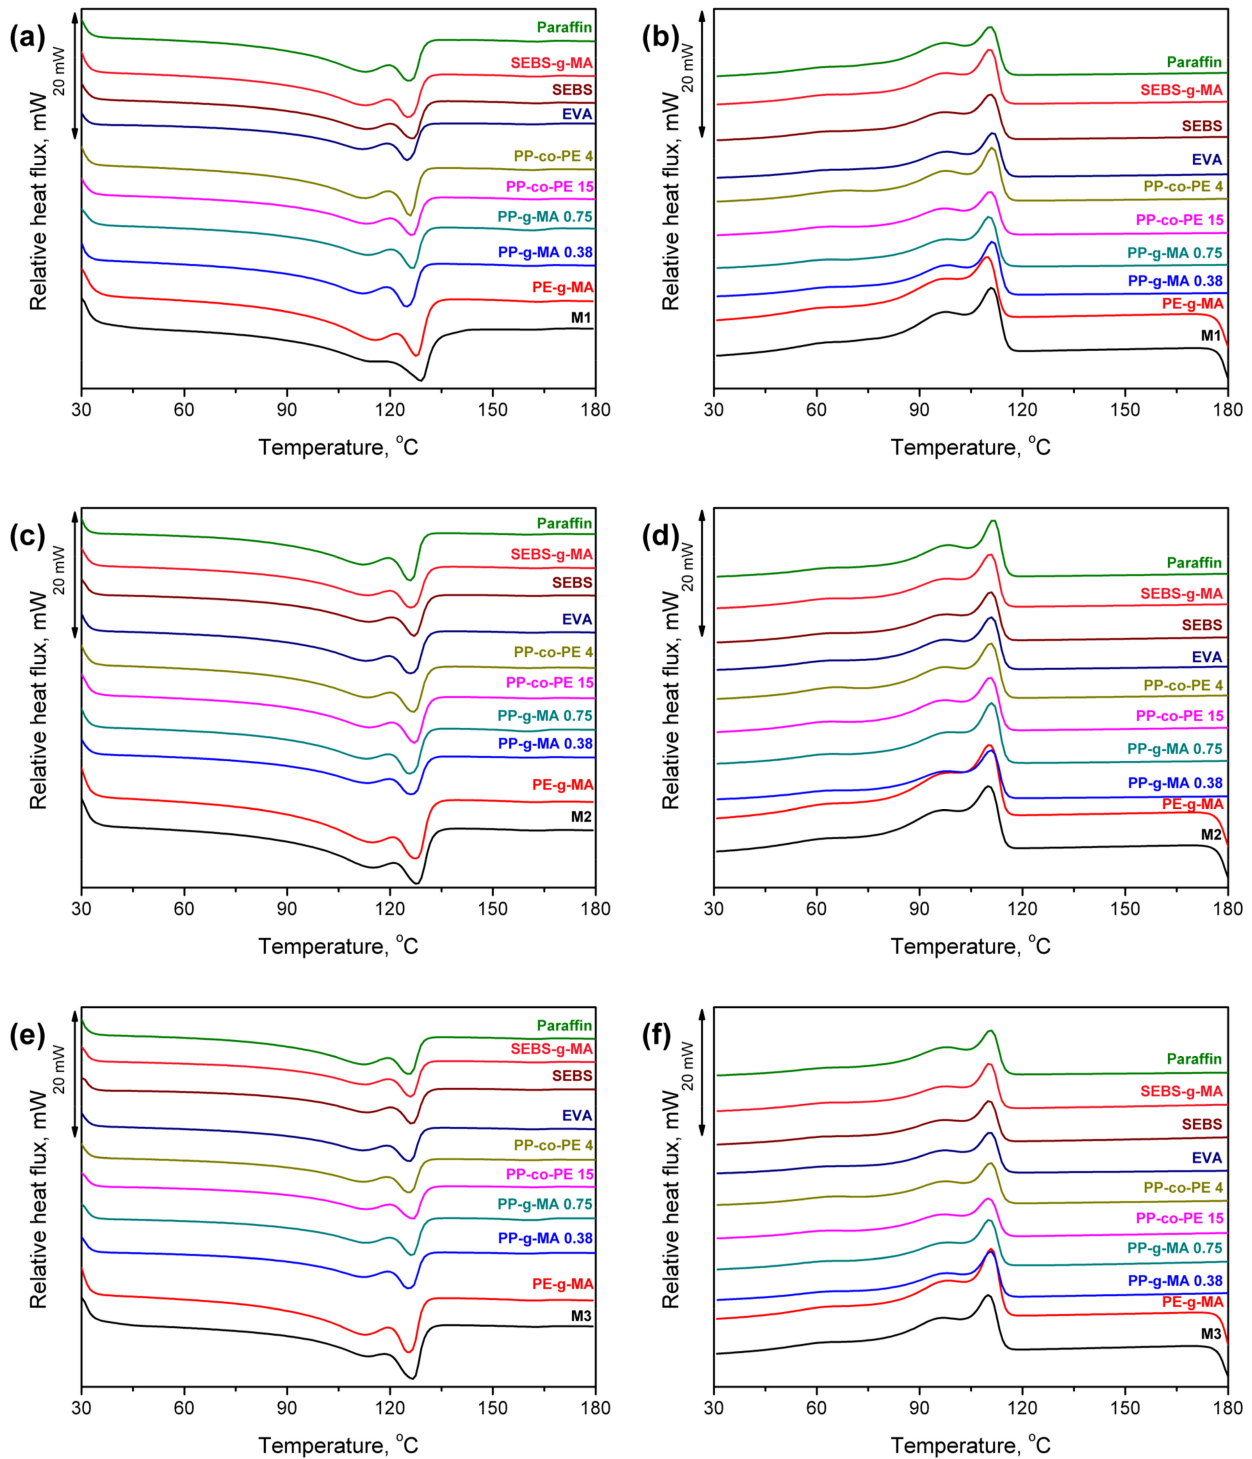 (a)
20 mW
Relative heat flux, mW
Paraffin
SEBS-g-MA
SEBS
EVA
PP-co-PE 4
PP-co-PE 15
PP-g-MA 0.75
PP-g-MA 0.38
PE-g-MA
M1
30 60 90 120 150 180
Temperature, °C
(b)
20 mW
Relative heat flux, mW
Paraffin
SEBS-g-MA
SEBS
EVA
PP-co-PE 4
PP-co-PE 15
PP-g-MA 0.75
PP-g-MA 0.38
PE-g-MA
M1
30 60 90 120 150 180
Temperature, °C
(c)
20 mW
Relative heat flux, mW
Paraffin
SEBS-g-MA
SEBS
EVA
PP-co-PE 4
PP-co-PE 15
PP-g-MA 0.75
PP-g-MA 0.38
PE-g-MA
M2
30 60 90 120 150 180
Temperature, °C
(d)
20 mW
Relative heat flux, mW
Paraffin
SEBS-g-MA
SEBS
EVA
PP-co-PE 4
PP-co-PE 15
PP-g-MA 0.75
PP-g-MA 0.38
PE-g-MA
M2
30 60 90 120 150 180
Temperature, °C
(e)
20 mW
Relative heat flux, mW
Paraffin
SEBS-g-MA
SEBS
EVA
PP-co-PE 4
PP-co-PE 15
PP-g-MA 0.75
PP-g-MA 0.38
PE-g-MA
M3
30 60 90 120 150 180
Temperature, °C
(f)
20 mW
Relative heat flux, mW
Paraffin
SEBS-g-MA
SEBS
EVA
PP-co-PE 4
PP-co-PE 15
PP-g-MA 0.75
PP-g-MA 0.38
PE-g-MA
M3
30 60 90 120 150 180
Temperature, °C